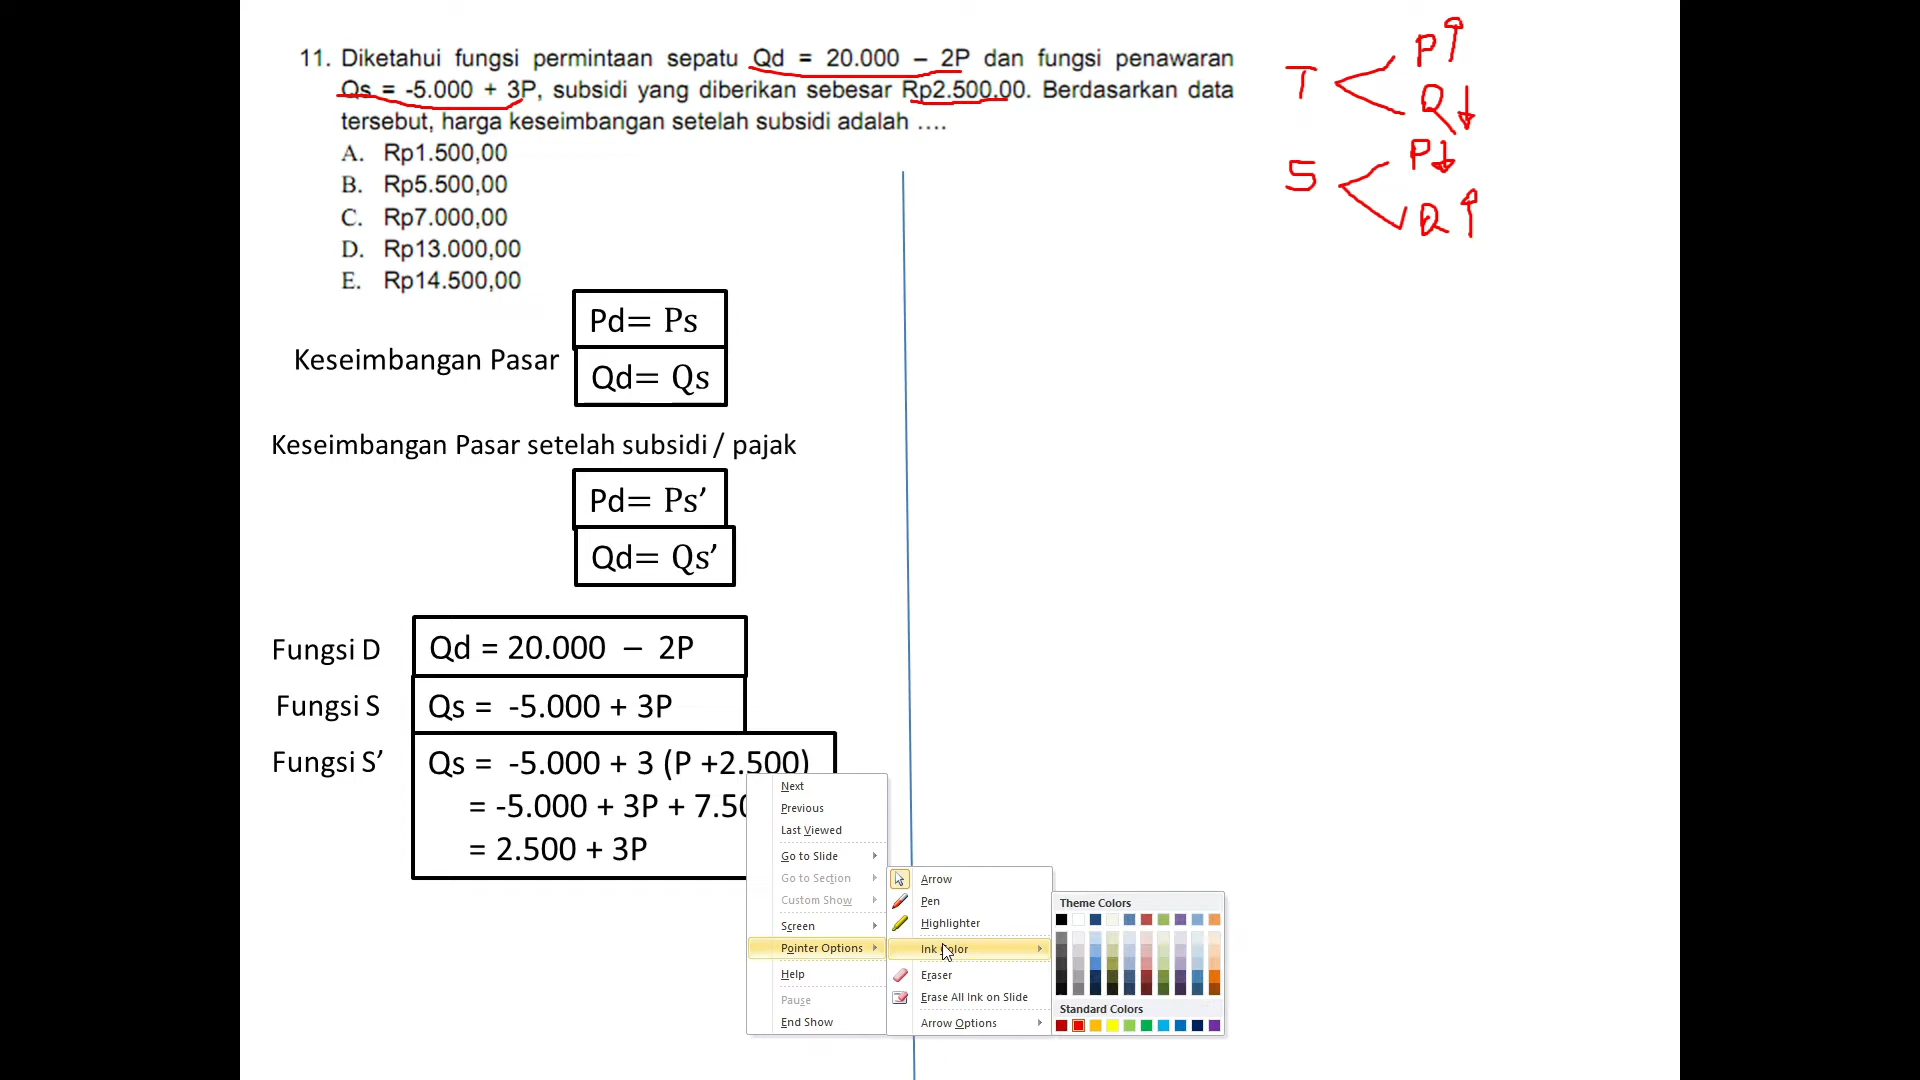 11. Diketahui fungsi permintaan sepatu Qd = 20.000 – 2P dan fungsi penawaran
Qs = -5.000 + 3P, subsidi yang diberikan sebesar Rp2.500,00. Berdasarkan data
tersebut, harga keseimbangan setelah subsidi adalah ....
A. Rp1.500,00
B. Rp5.500,00
C. Rp7.000,00
D. Rp13.000,00
E. Rp14.500,00
T P↑
Q↓
S P↓
Q↑
Keseimbangan Pasar
Pd= Ps
Qd= Qs
Keseimbangan Pasar setelah subsidi / pajak
Pd= Ps’
Qd= Qs’
Fungsi D Qd = 20.000 – 2P
Fungsi S Qs = -5.000 + 3P
Fungsi S’ Qs = -5.000 + 3 (P +2.500)
= -5.000 + 3P + 7.50
= 2.500 + 3P
Next
Previous
Last Viewed
Go to Slide
Go to Section
Custom Show
Screen
Pointer Options
Help
Pause
End Show
Arrow
Pen
Highlighter
Ink Color
Eraser
Erase All Ink on Slide
Arrow Options
Theme Colors
Standard Colors